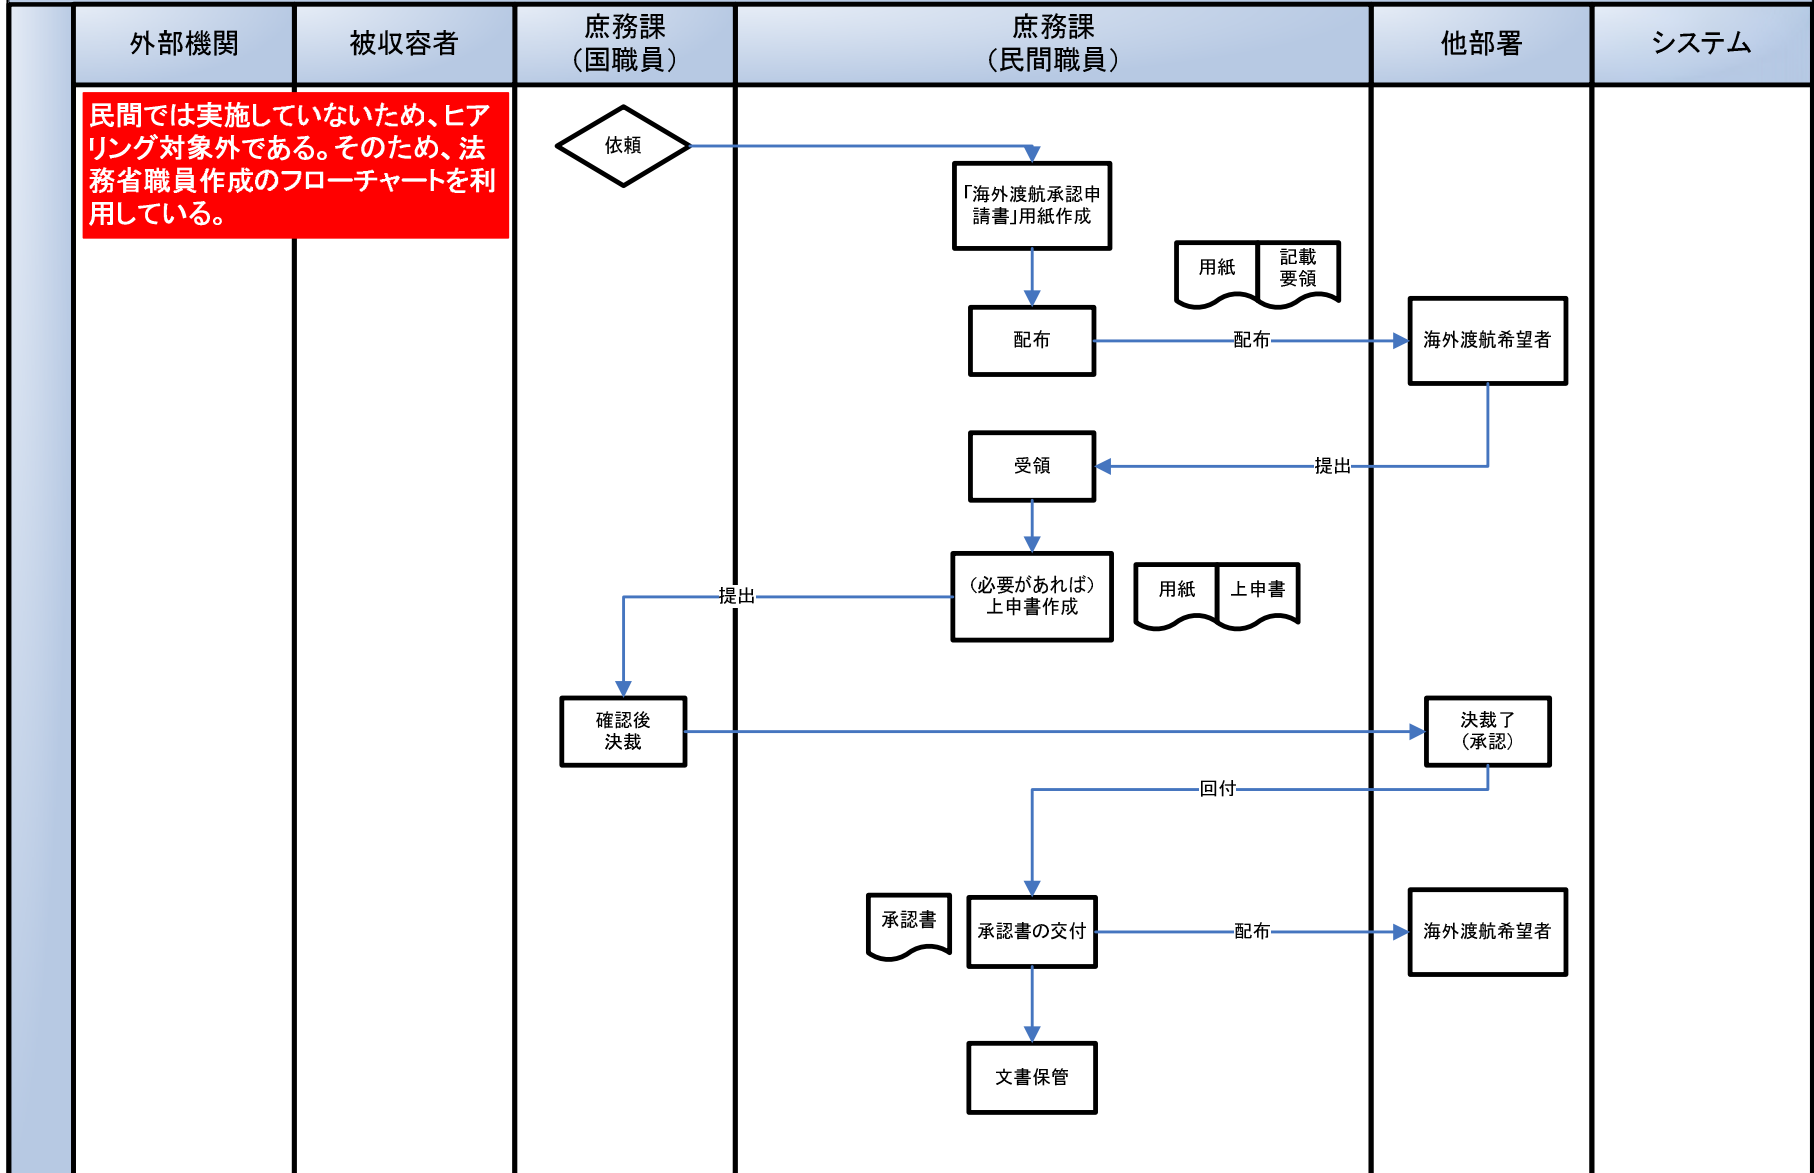 外部機関
被収容者
庶務課
（国職員）
庶務課
（民間職員）
他部署
システム
民間では実施していないため、ヒア
リング対象外である。そのため、法
務省職員作成のフローチャートを利
用している。
依頼
「海外渡航承認申
請書」用紙作成
用紙
記載
要領
配布
配布
海外渡航希望者
受領
提出
（必要があれば）
上申書作成
用紙
上申書
提出
確認後
決裁
決裁了
（承認）
回付
承認書
承認書の交付
配布
海外渡航希望者
文書保管